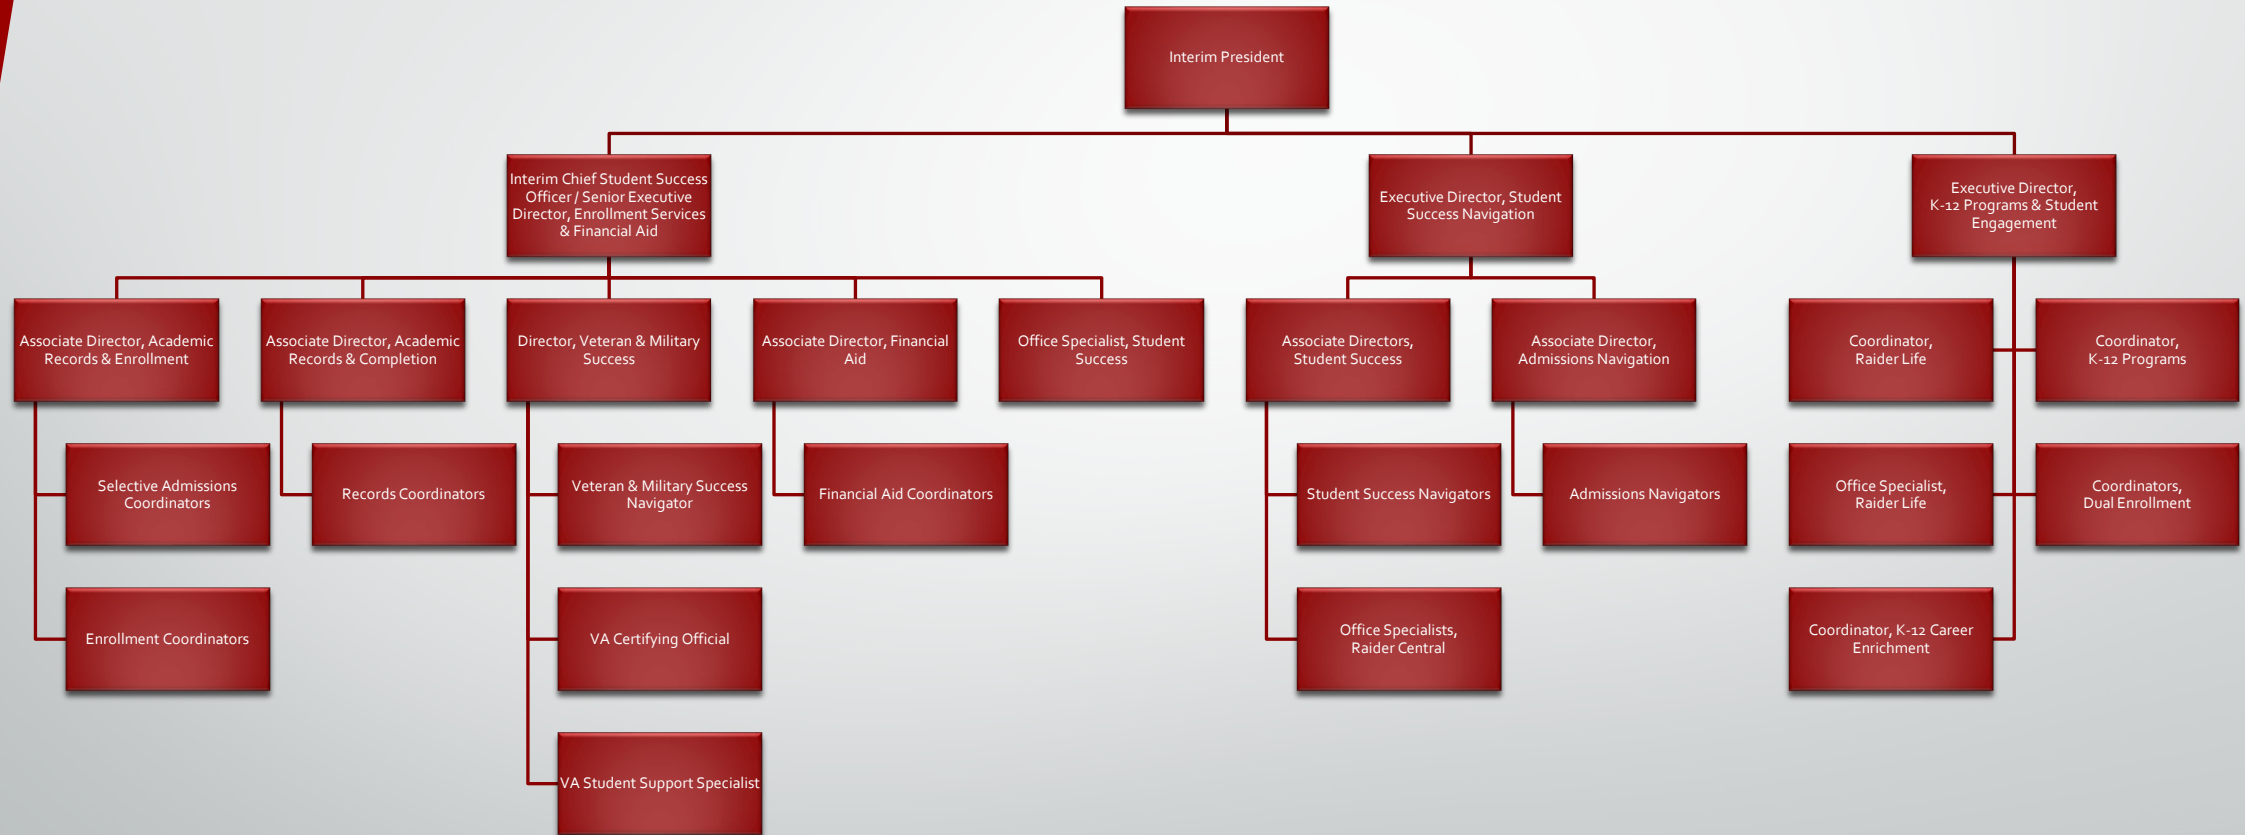 Interim President
Interim Chief Student Success
Officer / Senior Executive
Director, Enrollment Services
& Financial Aid
Executive Director, Student
Success Navigation
Executive Director,
K-12 Programs & Student
Engagement
Associate Director, Academic
Records & Enrollment
Associate Director, Academic
Records & Completion
Director, Veteran & Military
Success
Associate Director, Financial
Aid
Office Specialist, Student
Success
Associate Directors,
Student Success
Associate Director,
Admissions Navigation
Coordinator,
Raider Life
Coordinator,
K-12 Programs
Selective Admissions
Coordinators
Records Coordinators
Veteran & Military Success
Navigator
Financial Aid Coordinators
Student Success Navigators
Admissions Navigators
Office Specialist,
Raider Life
Coordinators,
Dual Enrollment
Enrollment Coordinators
VA Certifying Official
Office Specialists,
Raider Central
Coordinator, K-12 Career
Enrichment
VA Student Support Specialist